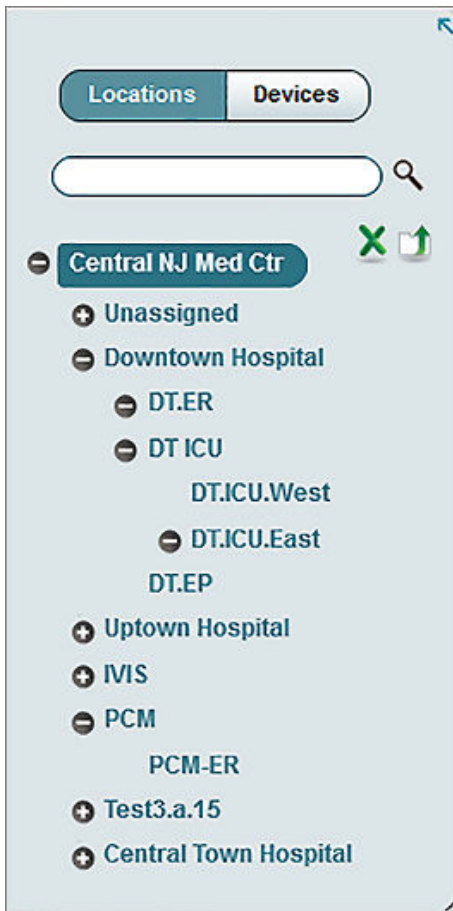 Locations Devices
Central NJ Med Ctr
Unassigned
Downtown Hospital
DT.ER
DT ICU
DT.ICU.West
DT.ICU.East
DT.EP
Uptown Hospital
IVIS
PCM
PCM-ER
Test3.a.15
Central Town Hospital